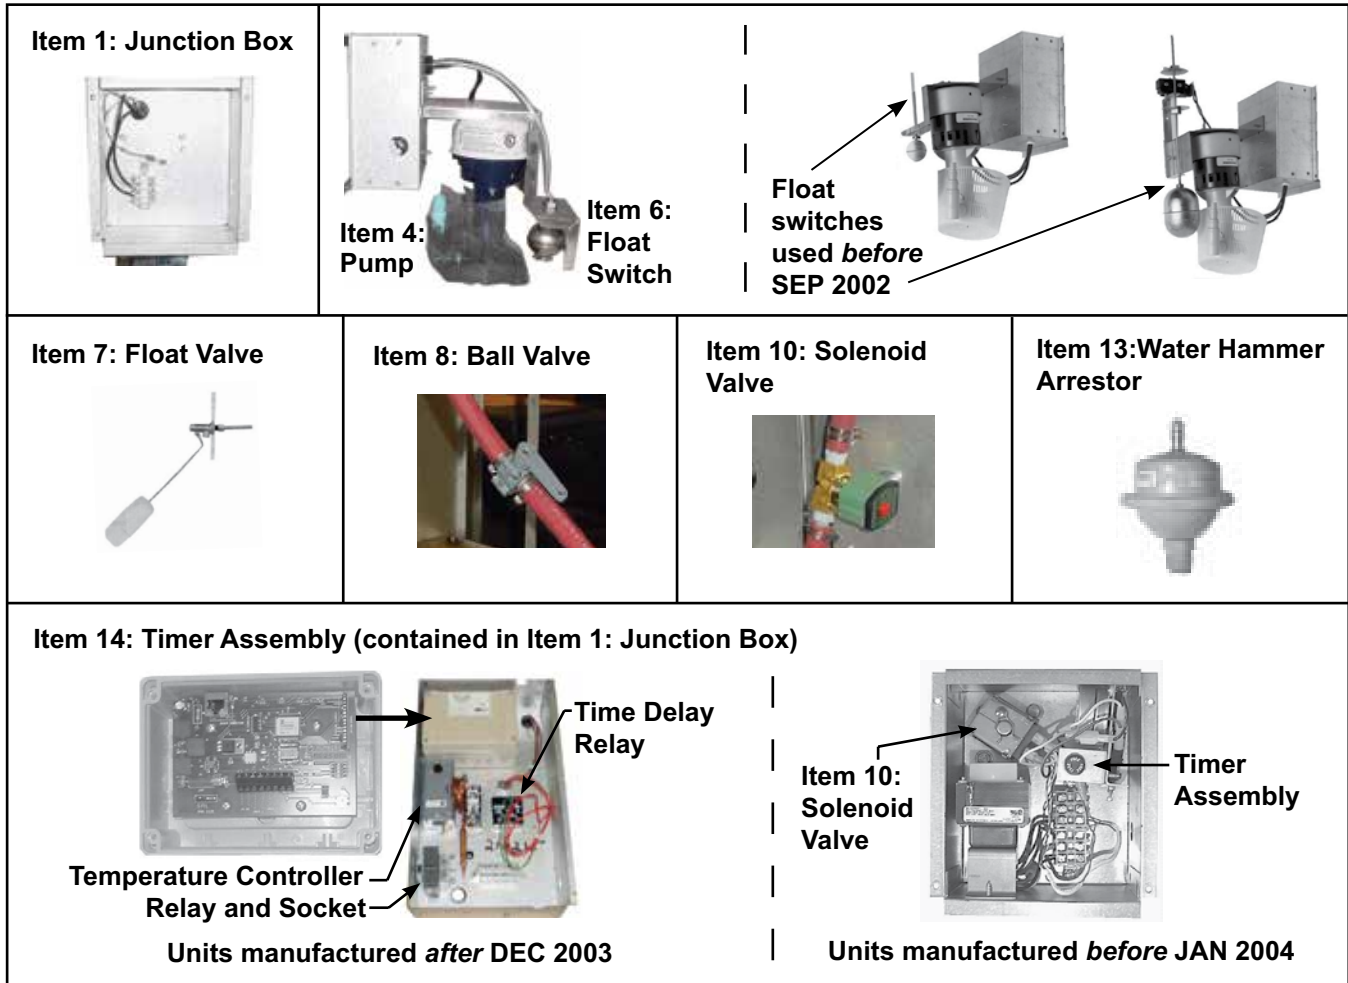 Item 1: Junction Box
Item 4:
Pump
Item 6:
Float
Switch
Float
switches
used before
SEP 2002
Item 7: Float Valve
Item 8: Ball Valve
Item 10: Solenoid
Valve
Item 13:Water Hammer
Arrestor
Item 14: Timer Assembly (contained in Item 1: Junction Box)
Time Delay
Relay
Temperature Controller
Relay and Socket
Units manufactured after DEC 2003
Item 10:
Solenoid
Valve
Timer
Assembly
Units manufactured before JAN 2004